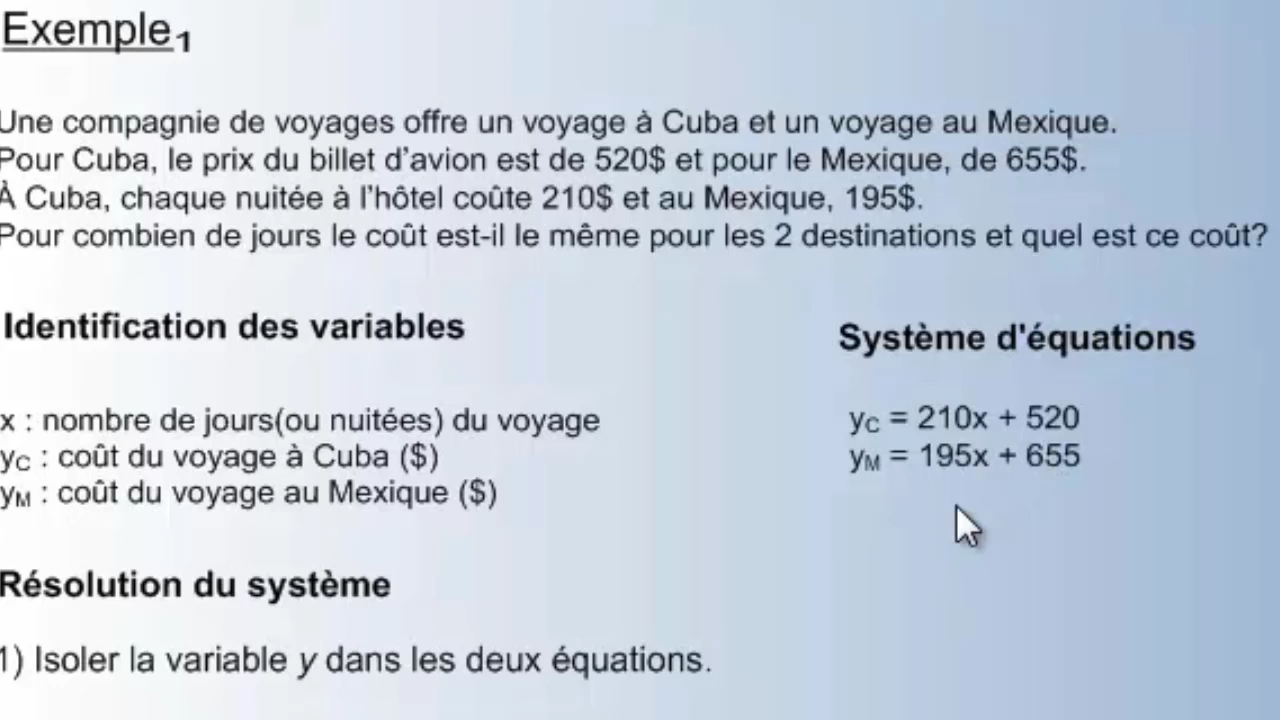 Exemple₁
Une compagnie de voyages offre un voyage à Cuba et un voyage au Mexique.
Pour Cuba, le prix du billet d'avion est de 520$ et pour le Mexique, de 655$.
À Cuba, chaque nuitée à l'hôtel coûte 210$ et au Mexique, 195$.
Pour combien de jours le coût est-il le même pour les 2 destinations et quel est ce coût?
Identification des variables
x : nombre de jours(ou nuitées) du voyage
yC : coût du voyage à Cuba ($)
yM : coût du voyage au Mexique ($)
Système d'équations
yC = 210x + 520
yM = 195x + 655
Résolution du système
1) Isoler la variable y dans les deux équations.